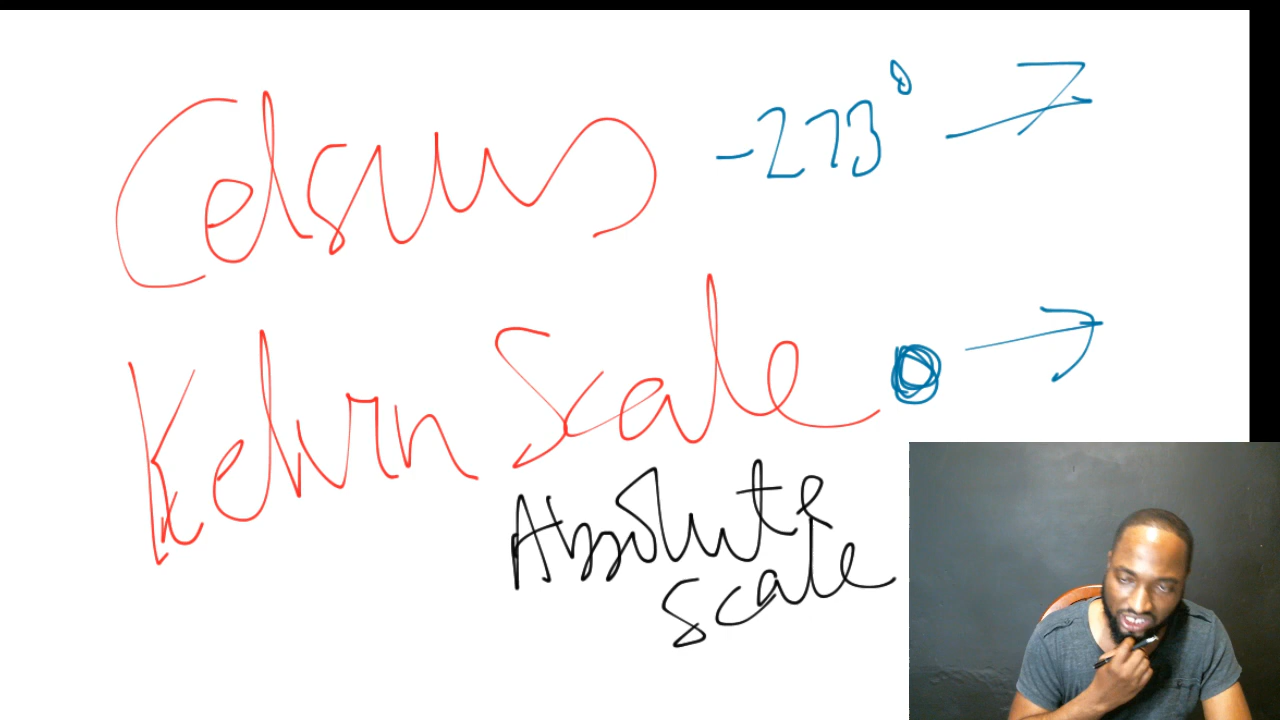 Celsius -273° →
Kelvin Scale 0 →
Absolute
Scale